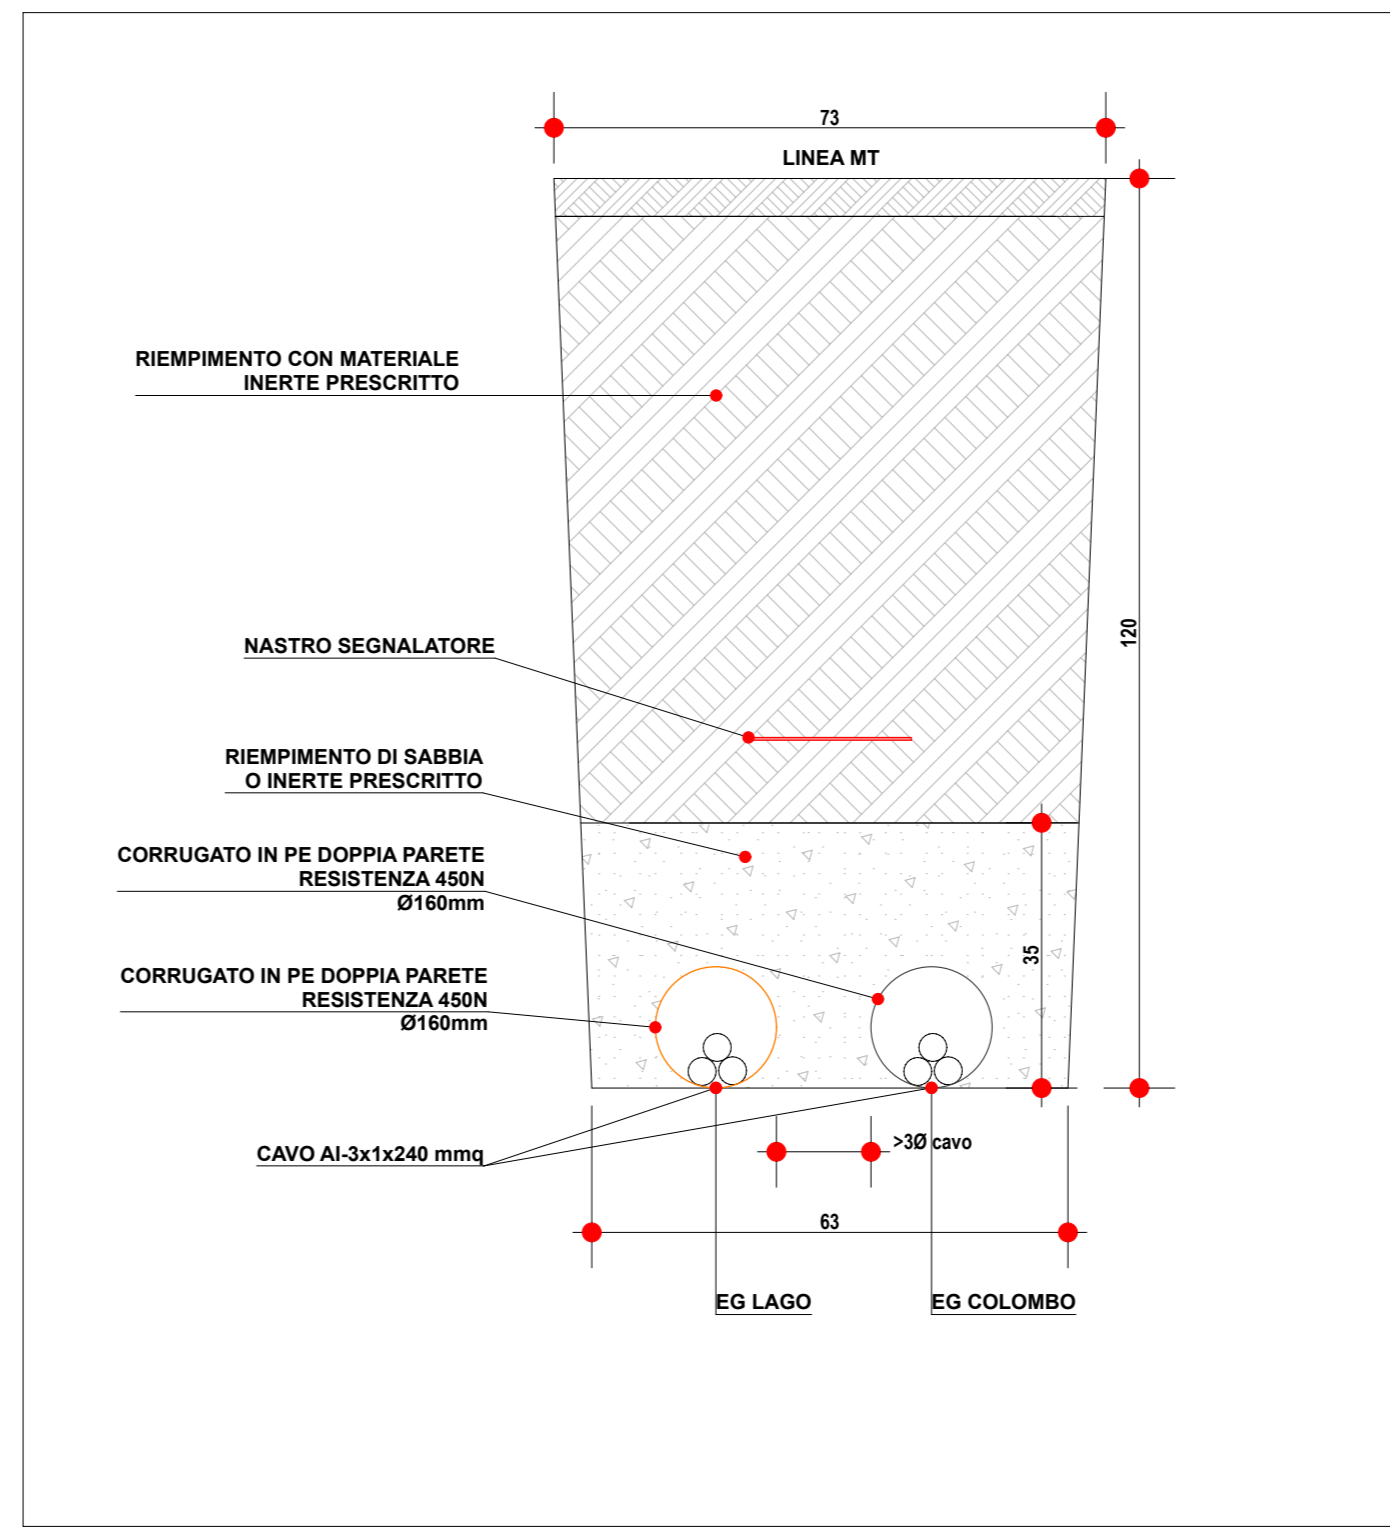 73
LINEA MT
RIEMPIMENTO CON MATERIALE
INERTE PRESCRITTO
120
NASTRO SEGNALATORE
RIEMPIMENTO DI SABBIA
O INERTE PRESCRITTO
CORRUGATO IN PE DOPPIA PARETE
RESISTENZA 450N
Ø160mm
35
CORRUGATO IN PE DOPPIA PARETE
RESISTENZA 450N
Ø160mm
CAVO Al-3x1x240 mmq
>3Ø cavo
63
EG LAGO
EG COLOMBO